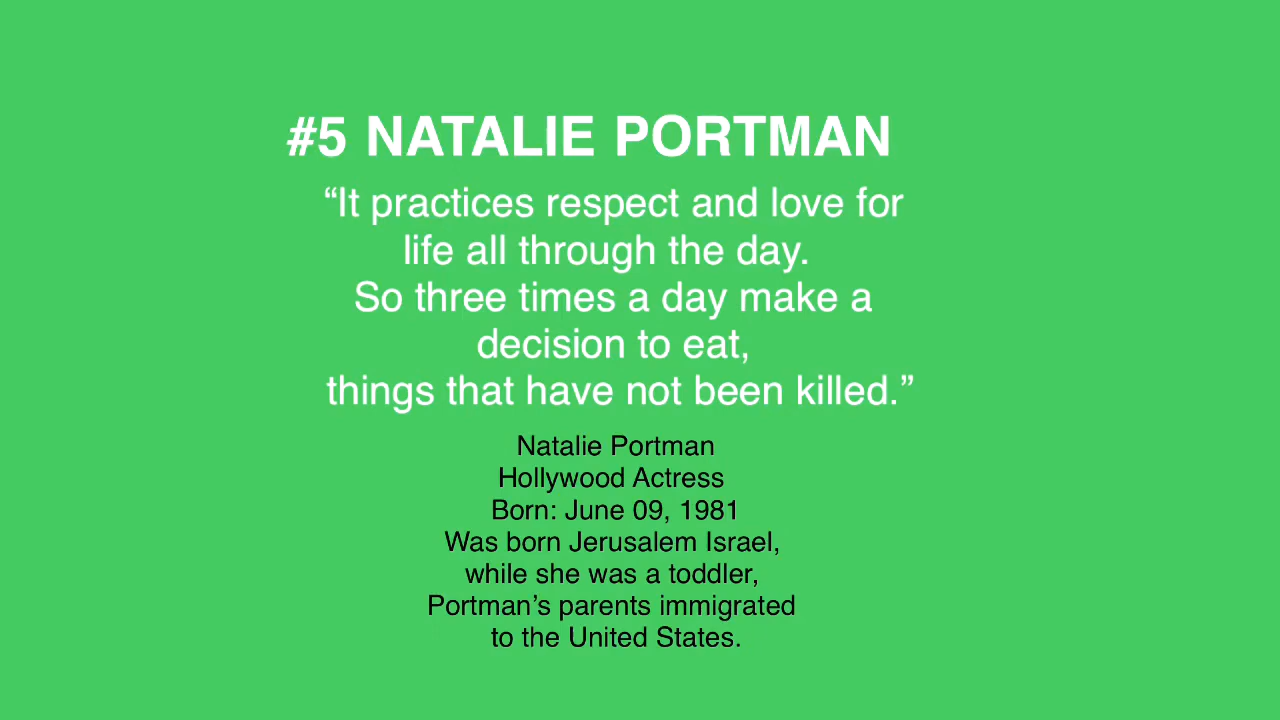 #5 NATALIE PORTMAN
“It practices respect and love for
life all through the day.
So three times a day make a
decision to eat,
things that have not been killed.”
Natalie Portman
Hollywood Actress
Born: June 09, 1981
Was born Jerusalem Israel,
while she was a toddler,
Portman’s parents immigrated
to the United States.